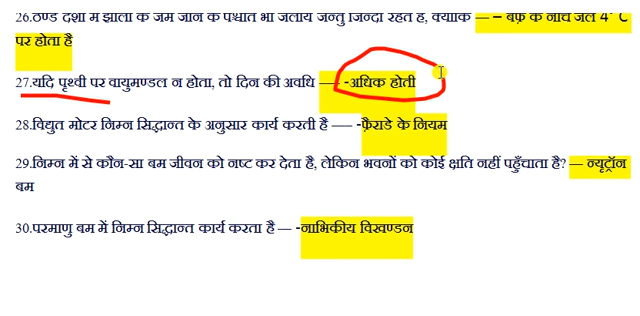 26.ठण्डे देशों में झीलों के जम जाने के पश्चात भी जलीय जन्तु जिन्दा रहते हैं, क्योंकि — – बर्फ़ के नीचे जल 4° C
पर होता है
27.यदि पृथ्वी पर वायुमण्डल न होता, तो दिन की अवधि — -अधिक होती
28.विद्युत मोटर निम्न सिद्धान्त के अनुसार कार्य करती है — -फ़ैराडे के नियम
29.निम्न में से कौन-सा बम जीवन को नष्ट कर देता है, लेकिन भवनों को कोई क्षति नहीं पहुँचाता है? — न्यूट्रॉन
बम
30.परमाणु बम में निम्न सिद्धान्त कार्य करता है — -नाभिकीय विखण्डन